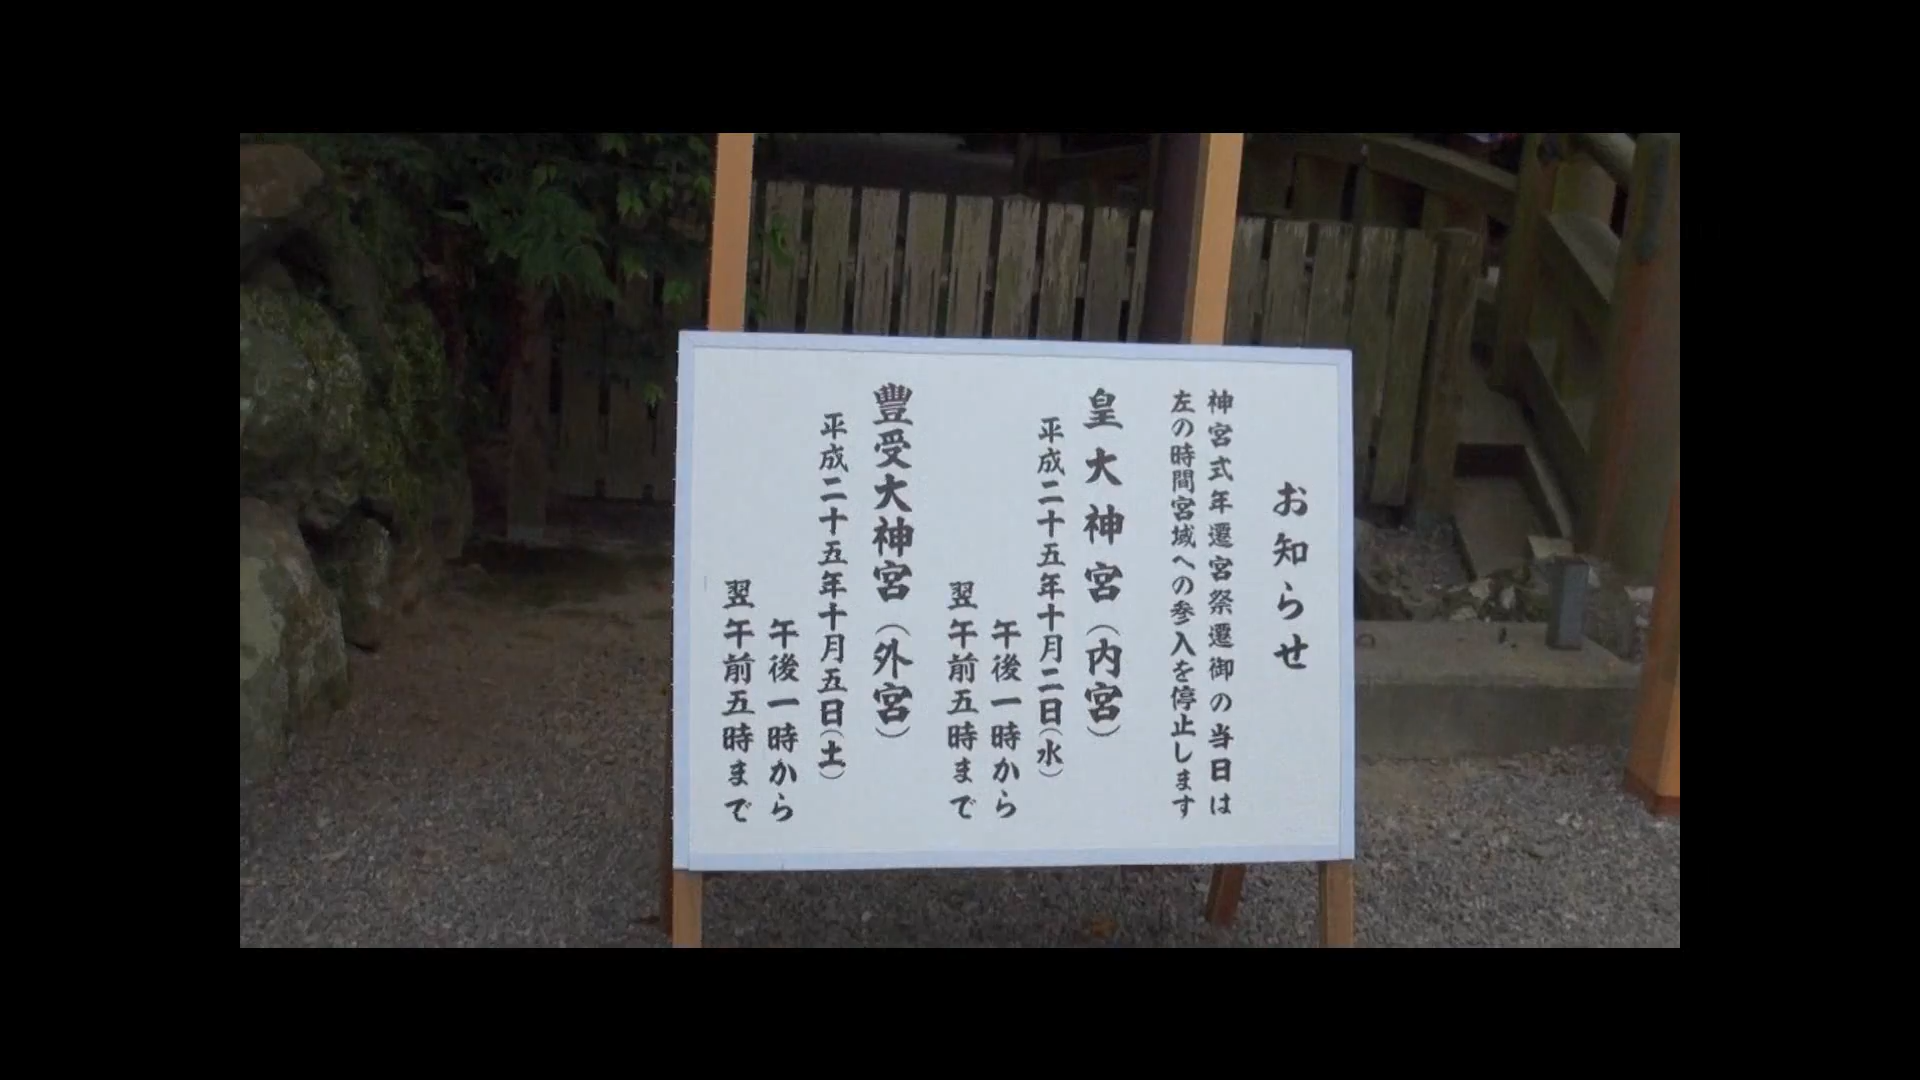 お知らせ
神宮式年遷宮祭遷御の当日は
左の時間宮域への参入を停止します
皇大神宮（内宮）
平成二十五年十月二日（水）
午後一時から
翌午前五時まで
豊受大神宮（外宮）
平成二十五年十月五日（土）
午後一時から
翌午前五時まで